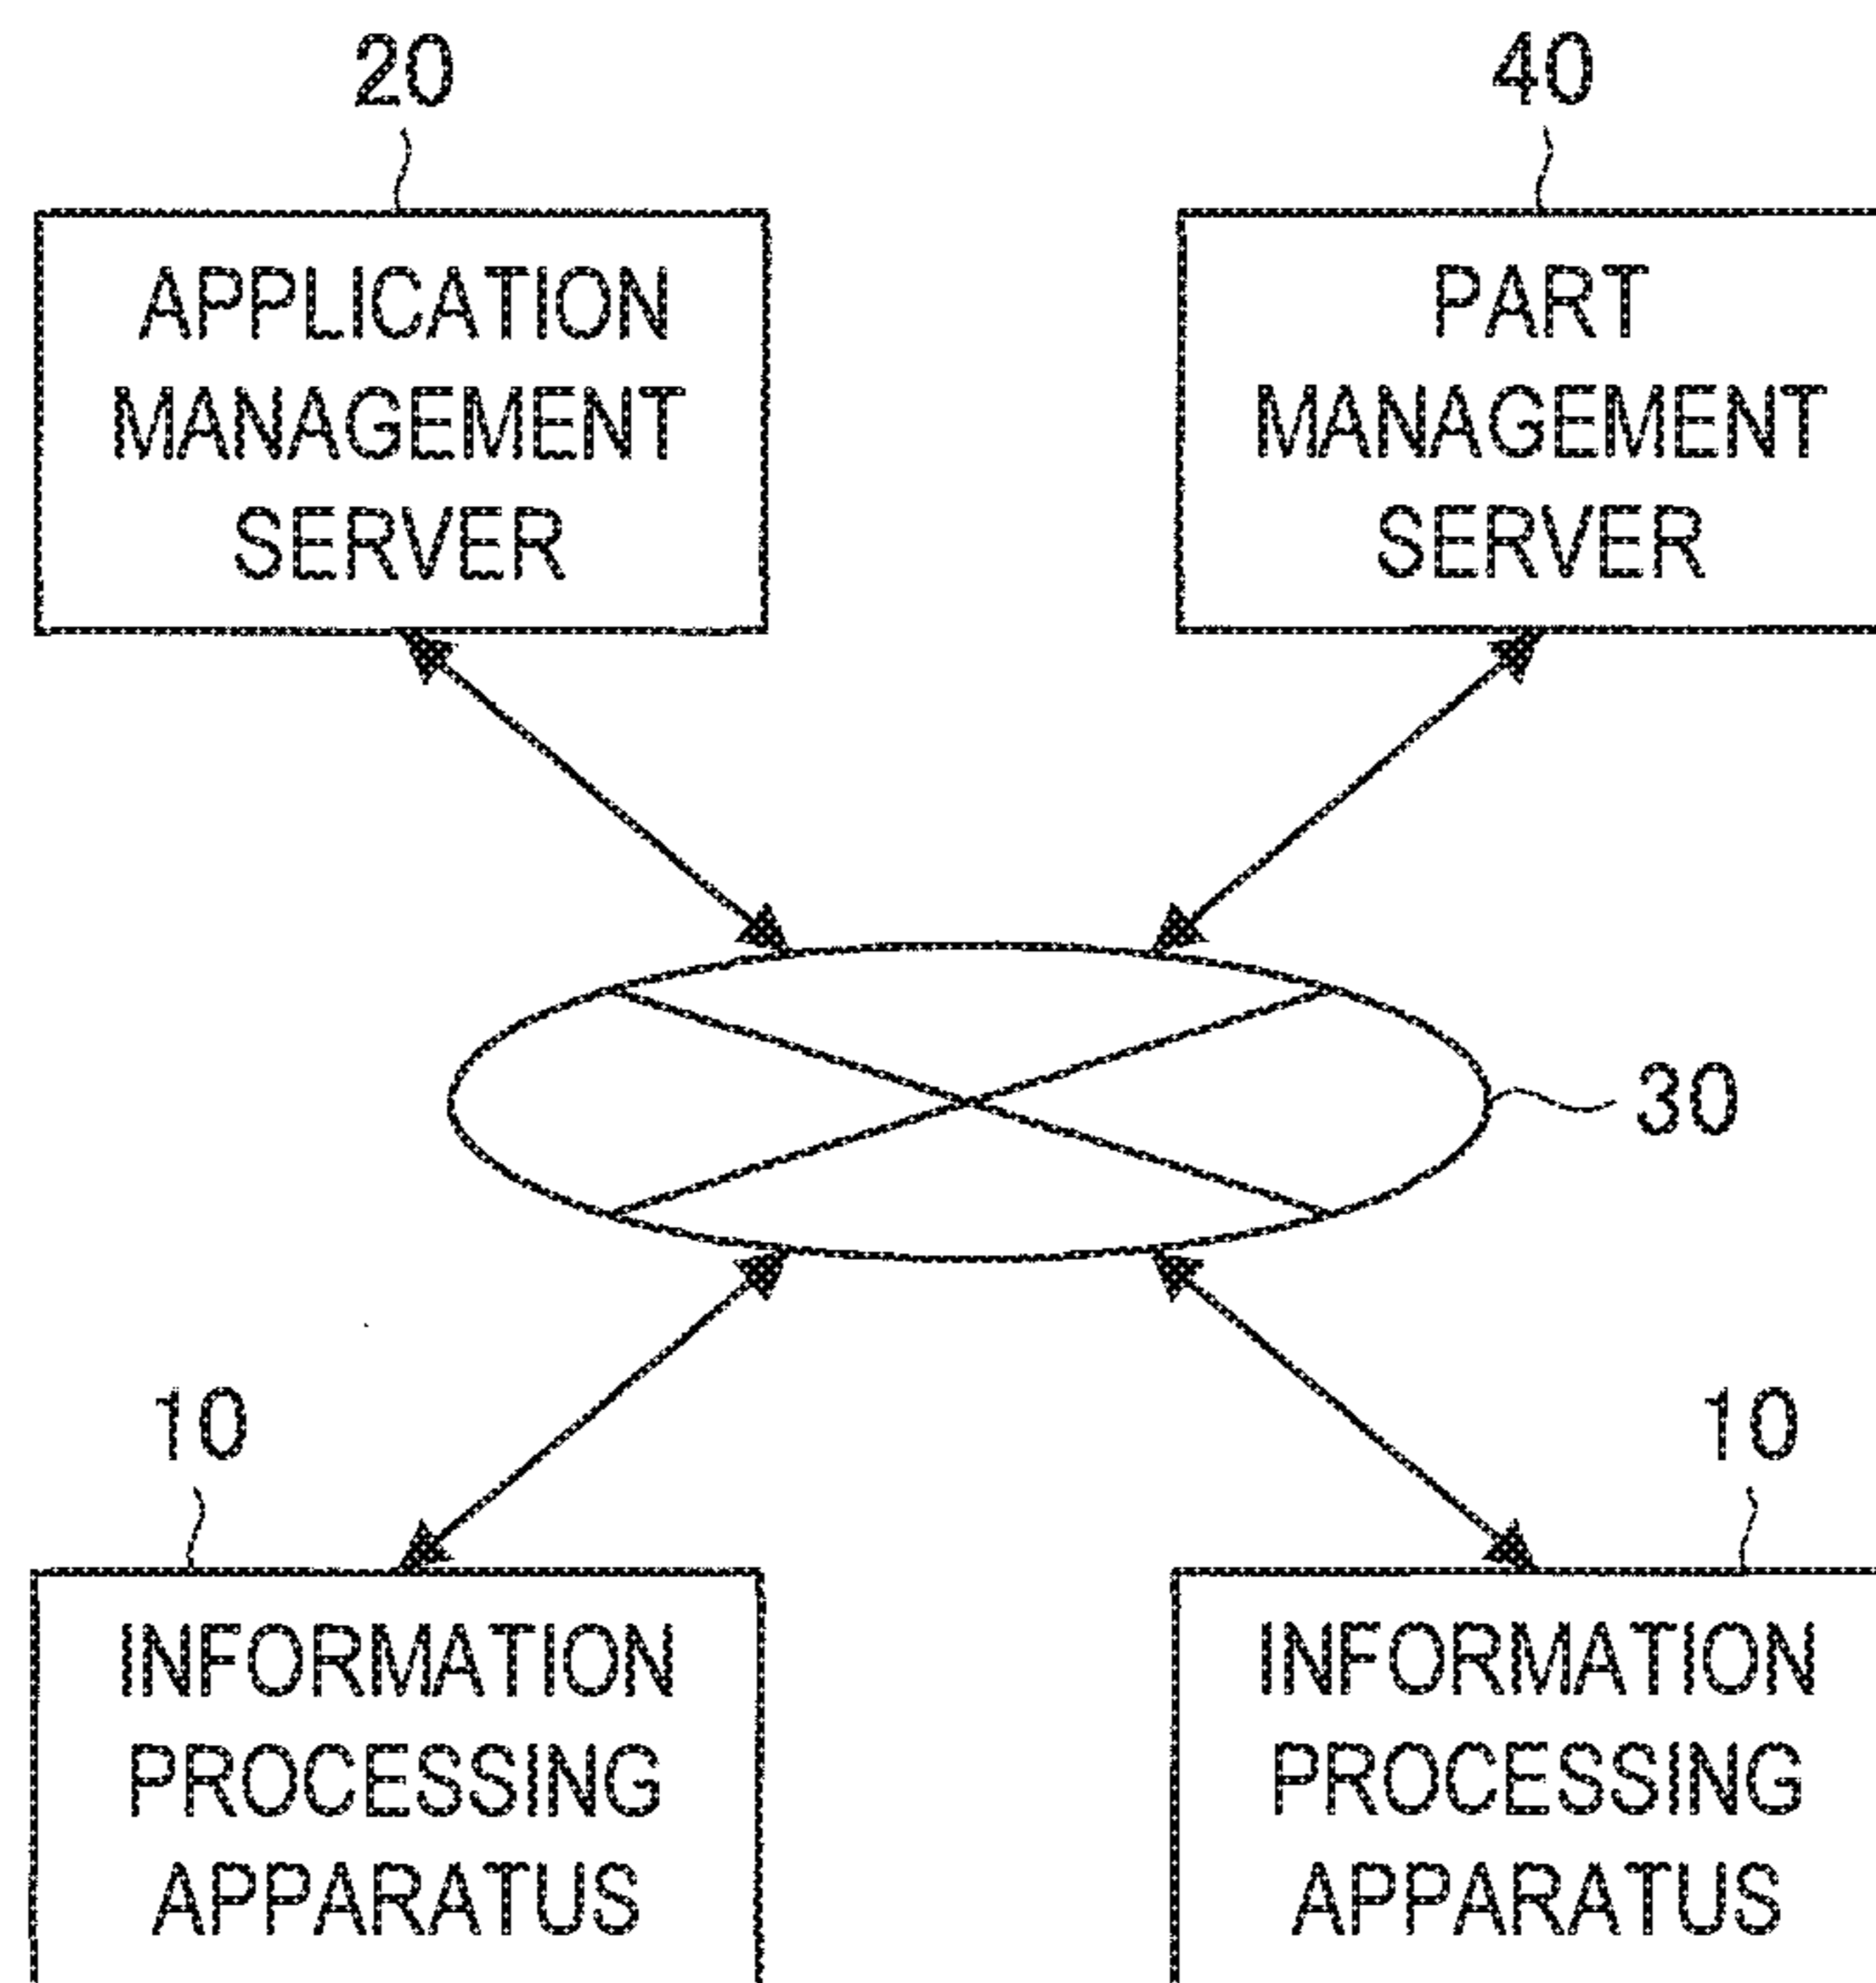 20
40
APPLICATION
MANAGEMENT
SERVER
PART
MANAGEMENT
SERVER
30
10
10
INFORMATION
PROCESSING
APPARATUS
INFORMATION
PROCESSING
APPARATUS